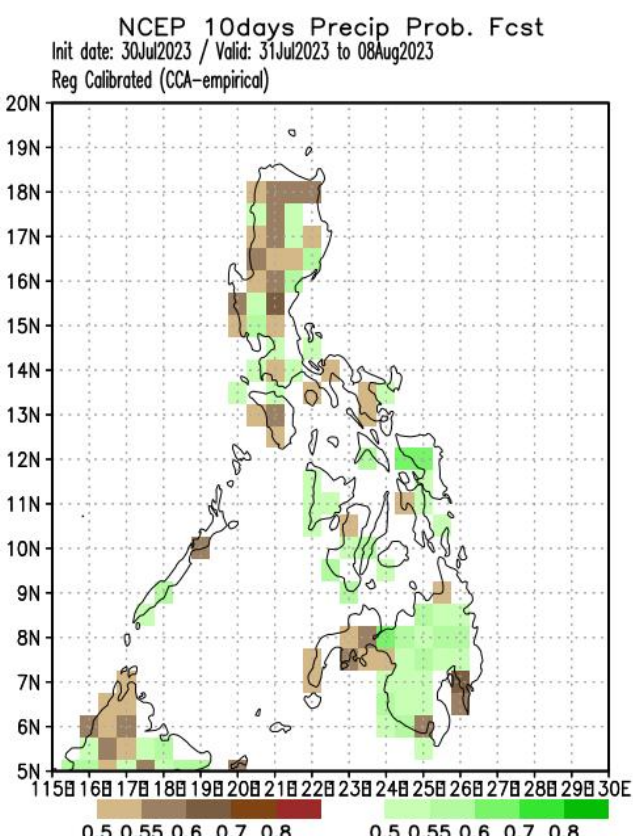 NCEP 10days Precip Prob. Fcst
Init date: 30Jul2023 / Valid: 31Jul2023 to 08Aug2023
Reg Calibrated (CCA-empirical)
20N
19N
18N
17N
16N
15N
14N
13N
12N
11N
10N
9N
8N
7N
6N
5N
115E 116E 117E 118E 119E 120E 121E 122E 123E 124E 125E 126E 127E 128E 129E 130E
0.5 0.55 0.6 0.7 0.8 0.5 0.55 0.6 0.7 0.8